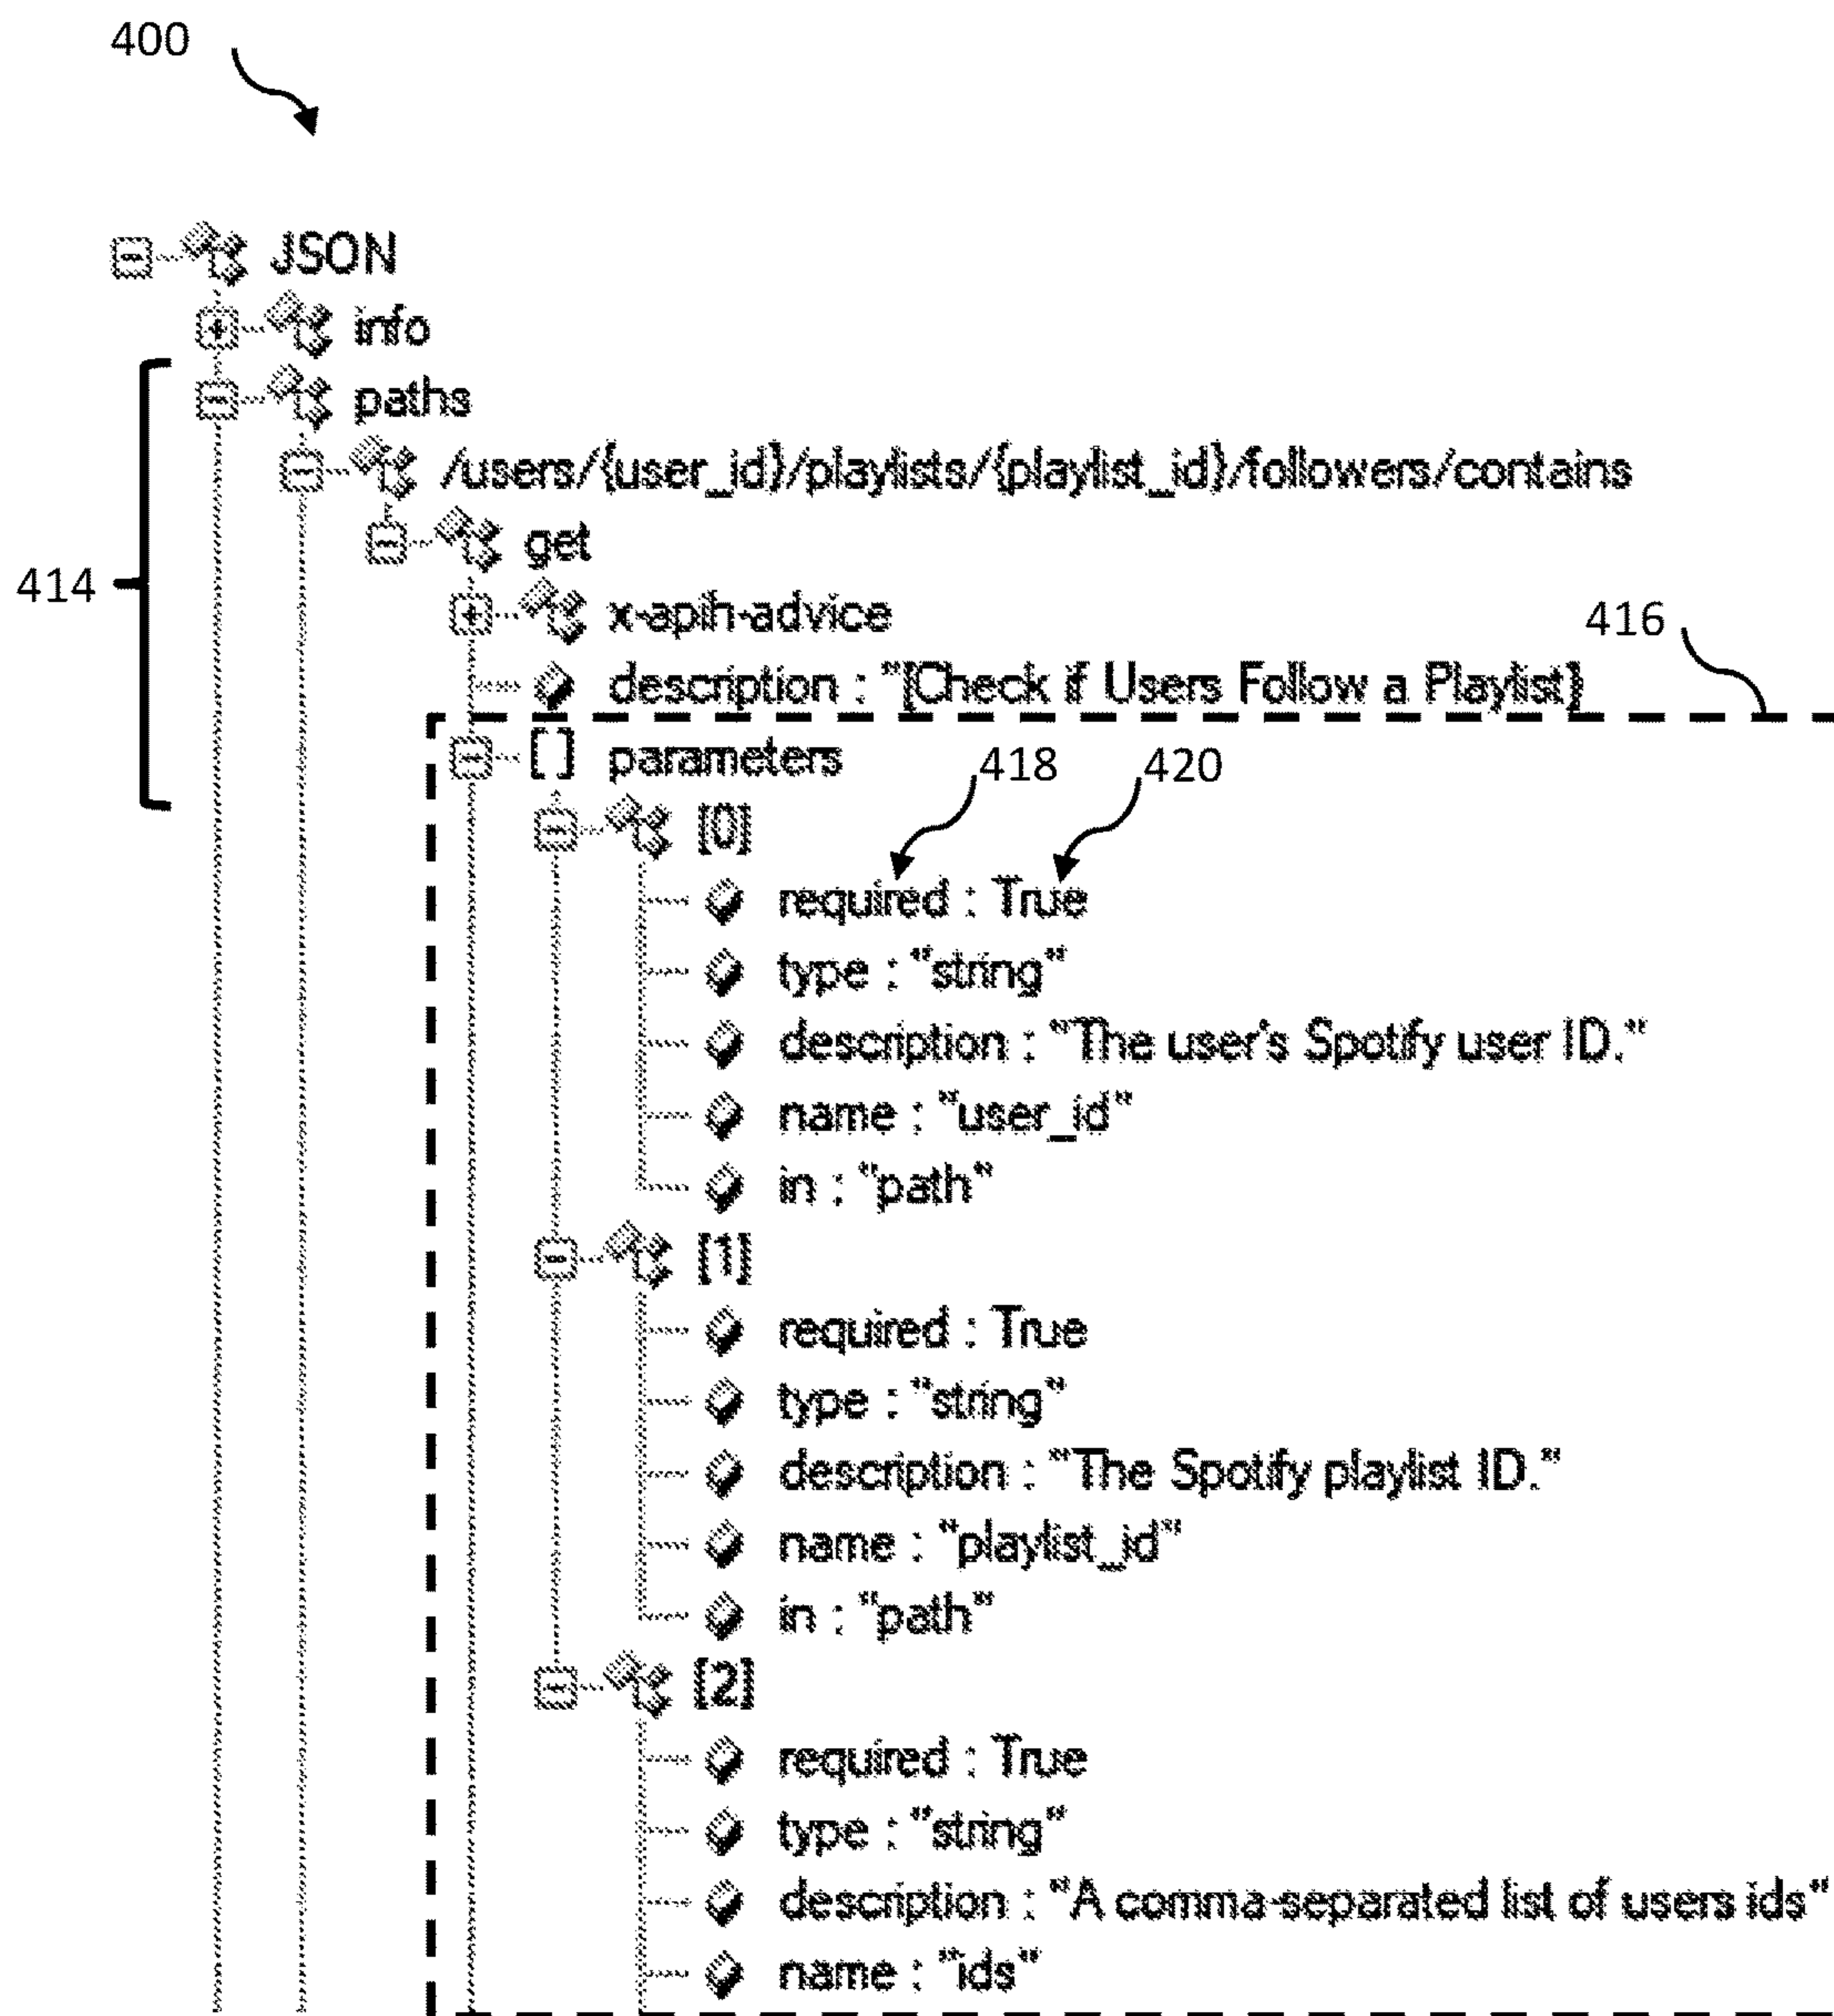 400
JSON
info
paths
/users/{user_id}/playlists/{playlist_id}/followers/contains
get
414
x-apih-advice
416
description : "[Check if Users Follow a Playlist]
parameters
418
420
[0]
required : True
type : "string"
description : "The user's Spotify user ID."
name : "user_id"
in : "path"
[1]
required : True
type : "string"
description : "The Spotify playlist ID."
name : "playlist_id"
in : "path"
[2]
required : True
type : "string"
description : "A comma-separated list of users ids"
name : "ids"